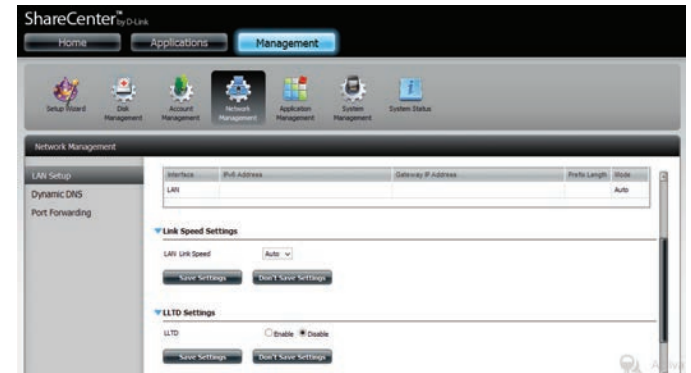 ShareCenter™ by D-Link
Home Applications Management
Setup Wizard Disk Management Account Management Network Management Application Management System Management System Status
Network Management
LAN Setup
Dynamic DNS
Port Forwarding
Interface IPv6 Address Gateway IP Address Prefix Length Mode
LAN Auto
Link Speed Settings
LAN Link Speed Auto
Save Settings Don't Save Settings
LLTD Settings
LLTD Enable Disable
Save Settings Don't Save Settings